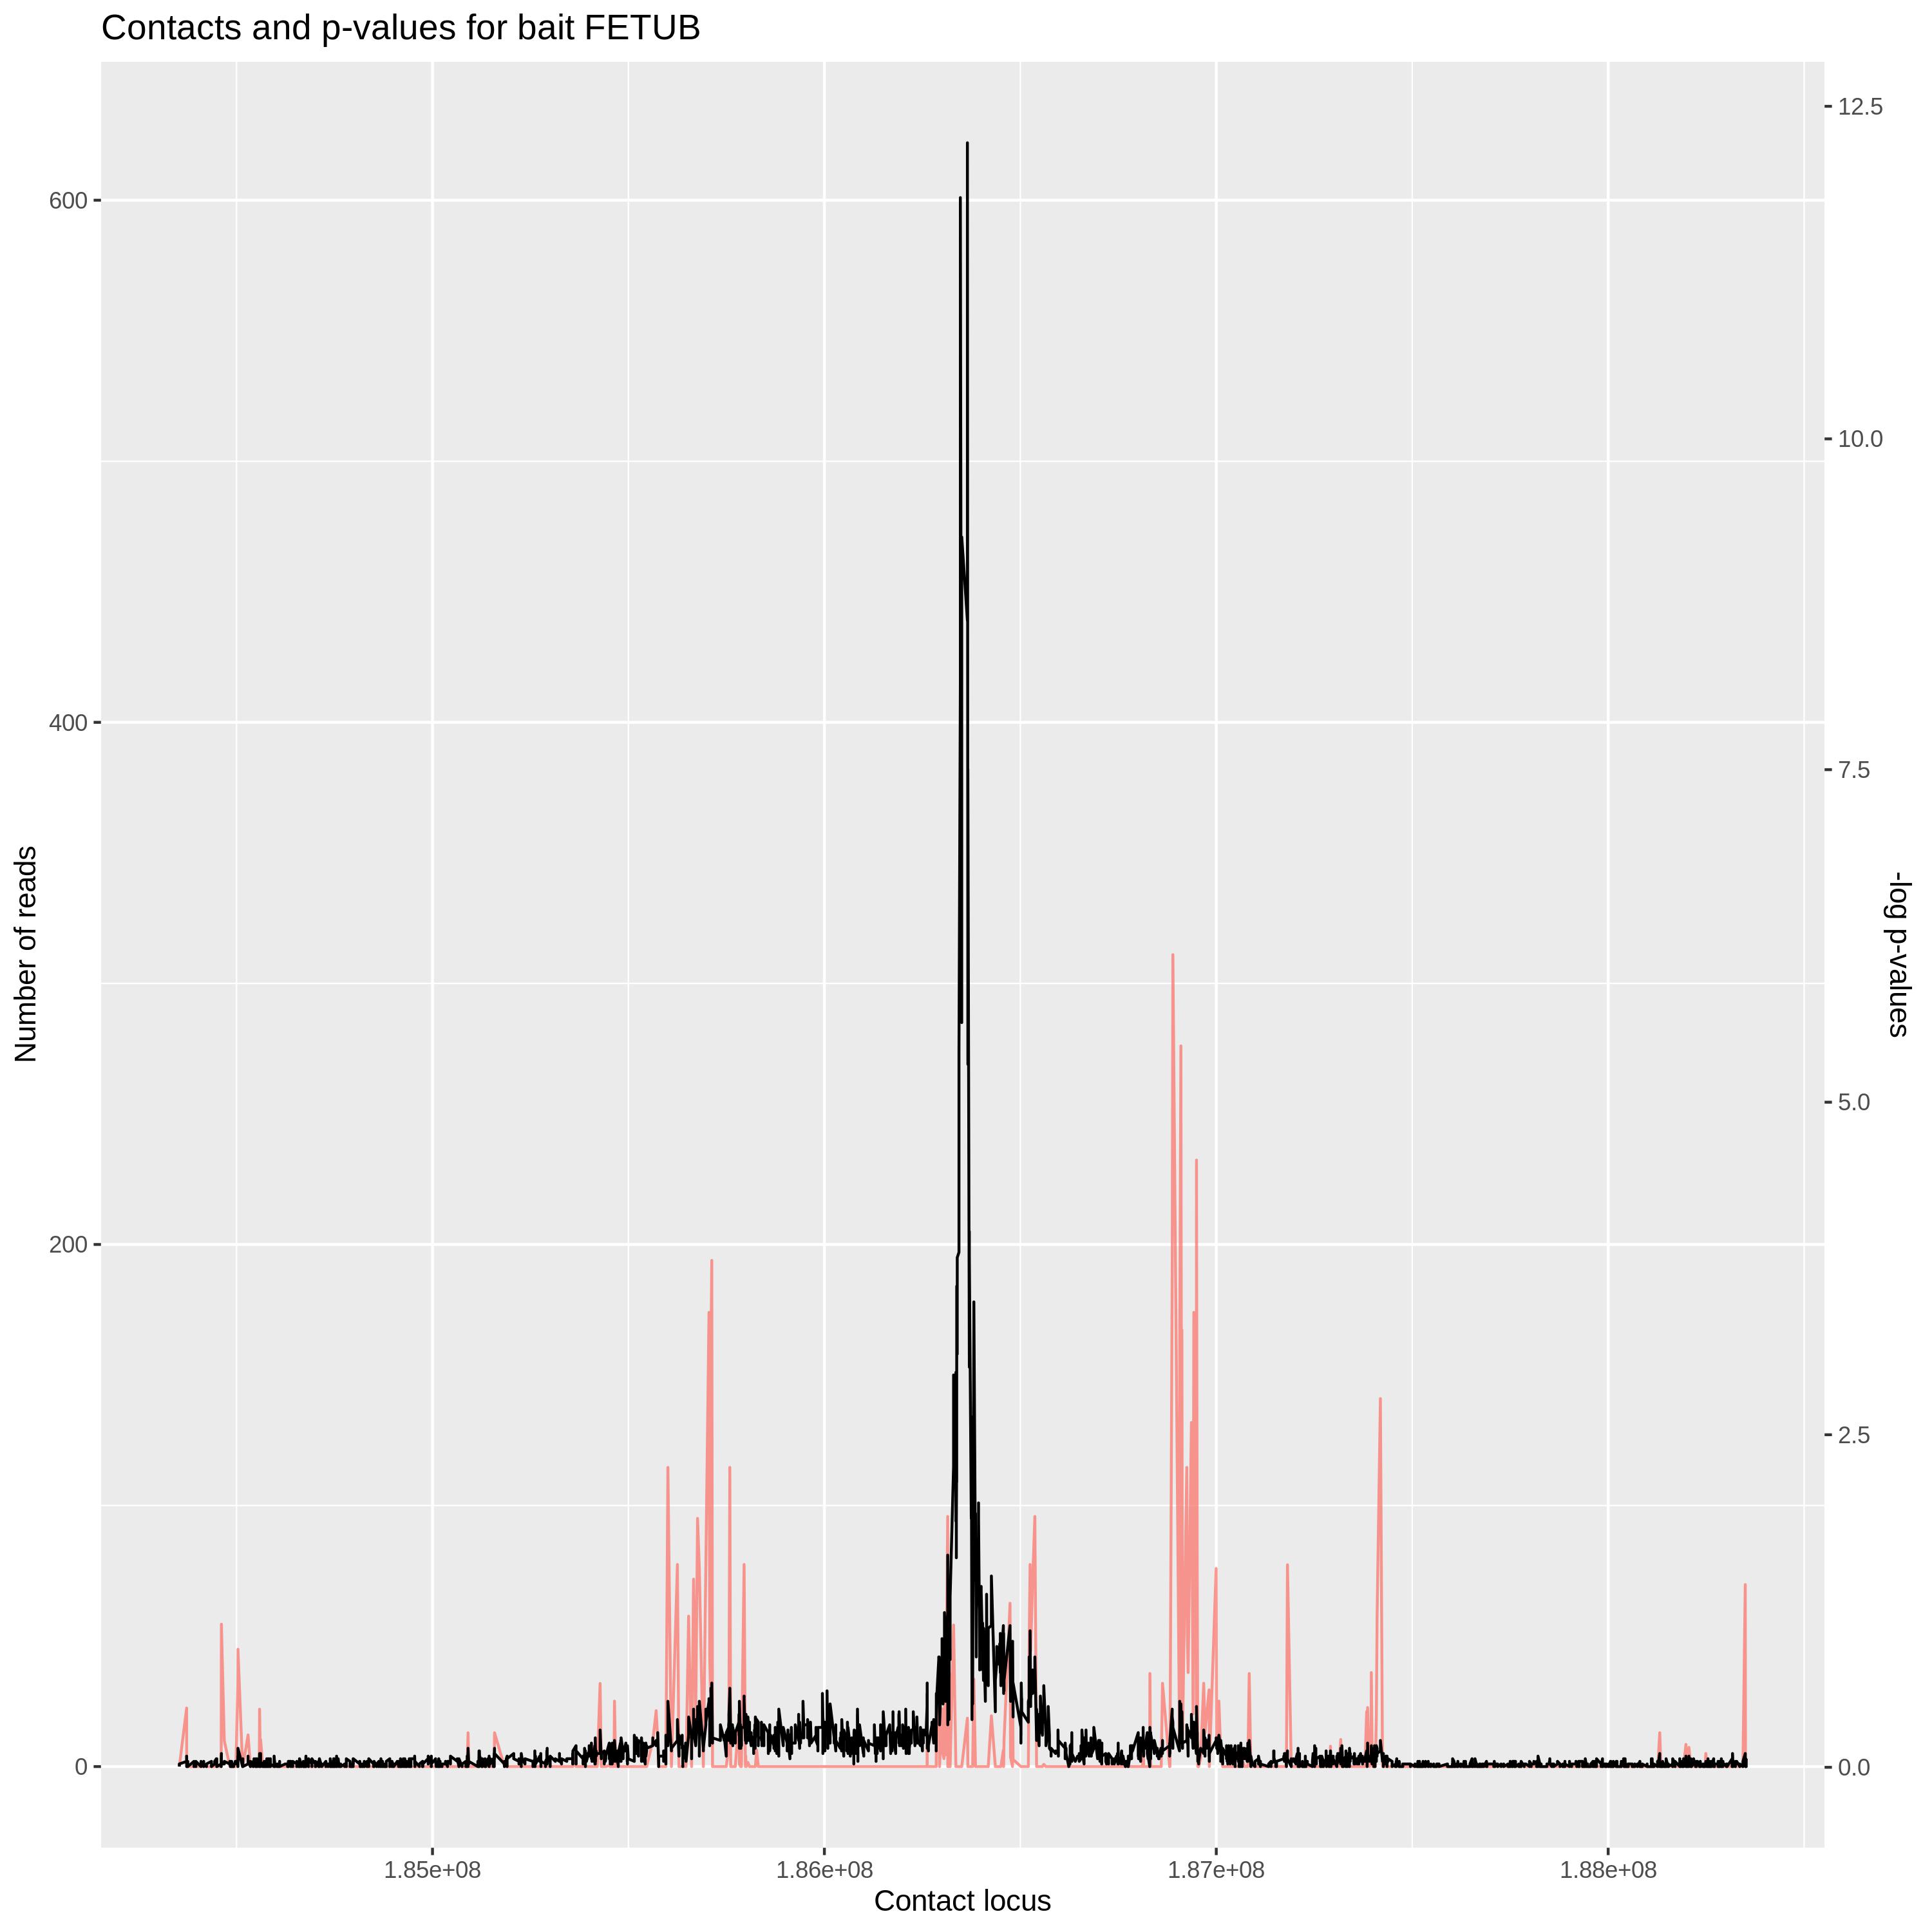 Contacts and p-values for bait FETUB
600
400
200
0
Number of reads
12.5
10.0
7.5
5.0
2.5
0.0
-log p-values
1.85e+08
1.86e+08
1.87e+08
1.88e+08
Contact locus